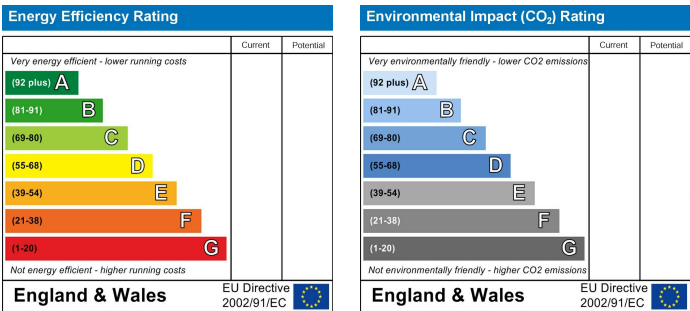 Energy Efficiency Rating
Current Potential
Very energy efficient - lower running costs
(92 plus) A
(81-91) B
(69-80) C
(55-68) D
(39-54) E
(21-38) F
(1-20) G
Not energy efficient - higher running costs
England & Wales
EU Directive
2002/91/EC
Environmental Impact (CO₂) Rating
Current Potential
Very environmentally friendly - lower CO2 emissions
(92 plus) A
(81-91) B
(69-80) C
(55-68) D
(39-54) E
(21-38) F
(1-20) G
Not environmentally friendly - higher CO2 emissions
England & Wales
EU Directive
2002/91/EC